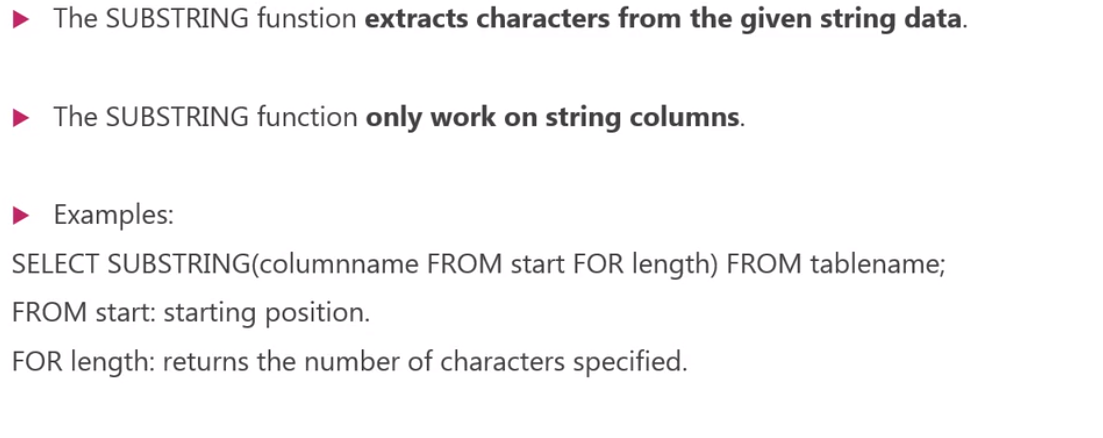 The SUBSTRING funstion extracts characters from the given string data.
The SUBSTRING function only work on string columns.
Examples:
SELECT SUBSTRING(columnname FROM start FOR length) FROM tablename;
FROM start: starting position.
FOR length: returns the number of characters specified.